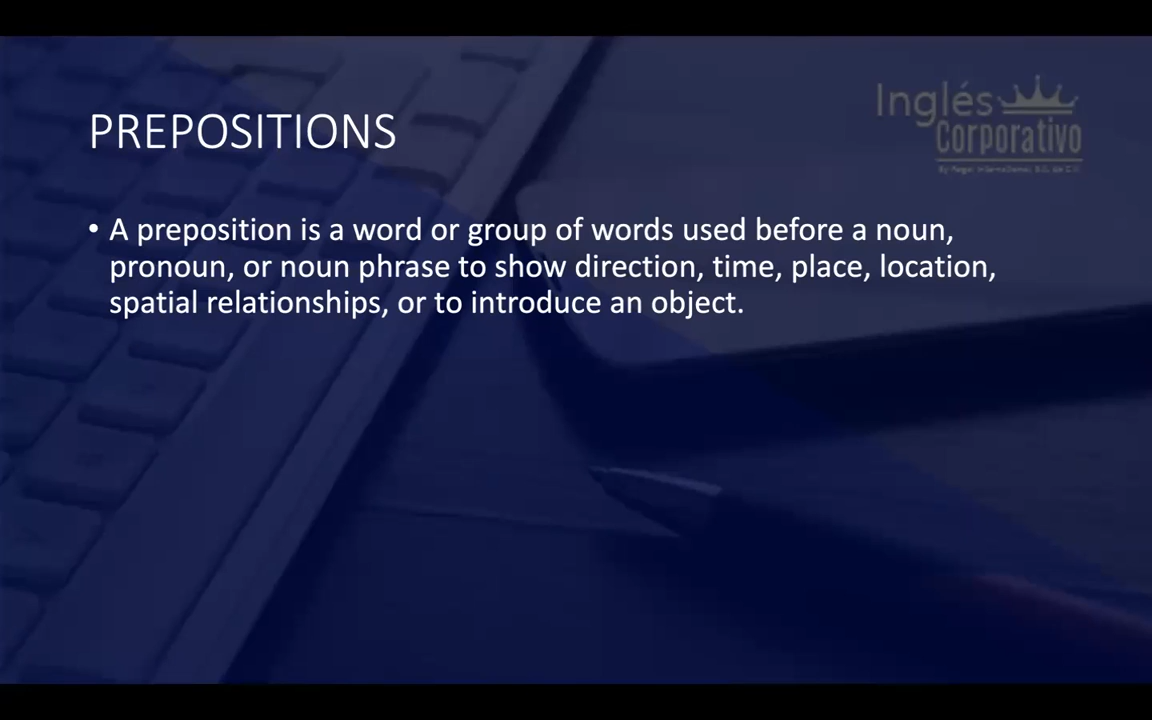 Inglés
Corporativo
PREPOSITIONS
• A preposition is a word or group of words used before a noun,
pronoun, or noun phrase to show direction, time, place, location,
spatial relationships, or to introduce an object.